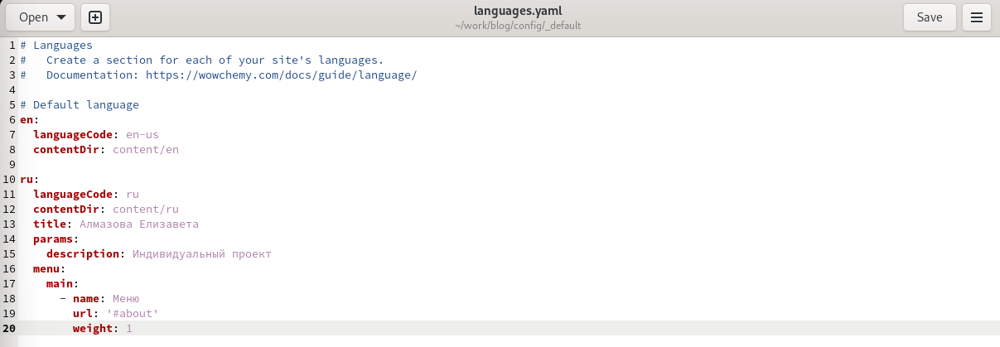 Open
languages.yaml
~/work/blog/config/_default
Save
1 # Languages
2 #   Create a section for each of your site's languages.
3 #   Documentation: https://wowchemy.com/docs/guide/language/
4
5 # Default language
6 en:
7   languageCode: en-us
8   contentDir: content/en
9
10 ru:
11   languageCode: ru
12   contentDir: content/ru
13   title: Алмазова Елизавета
14   params:
15     description: Индивидуальный проект
16   menu:
17     main:
18       - name: Меню
19         url: '#about'
20         weight: 1